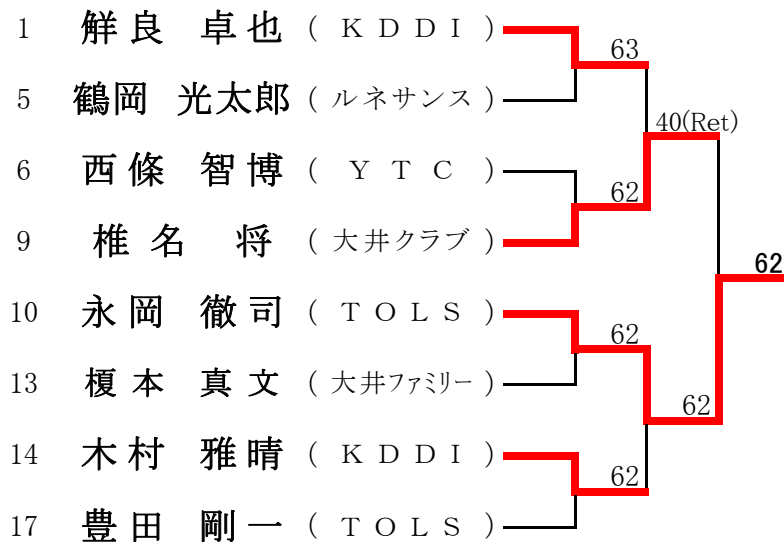 1 鮮良 卓也 ( KDDI )
63
5 鶴岡 光太郎 ( ルネサンス )
40(Ret)
6 西條 智博 ( YTC )
62
9 椎名 将 ( 大井クラブ )
62
10 永岡 徹司 ( TOLS )
62
13 榎本 真文 ( 大井ファミリー )
62
14 木村 雅晴 ( KDDI )
62
17 豊田 剛一 ( TOLS )